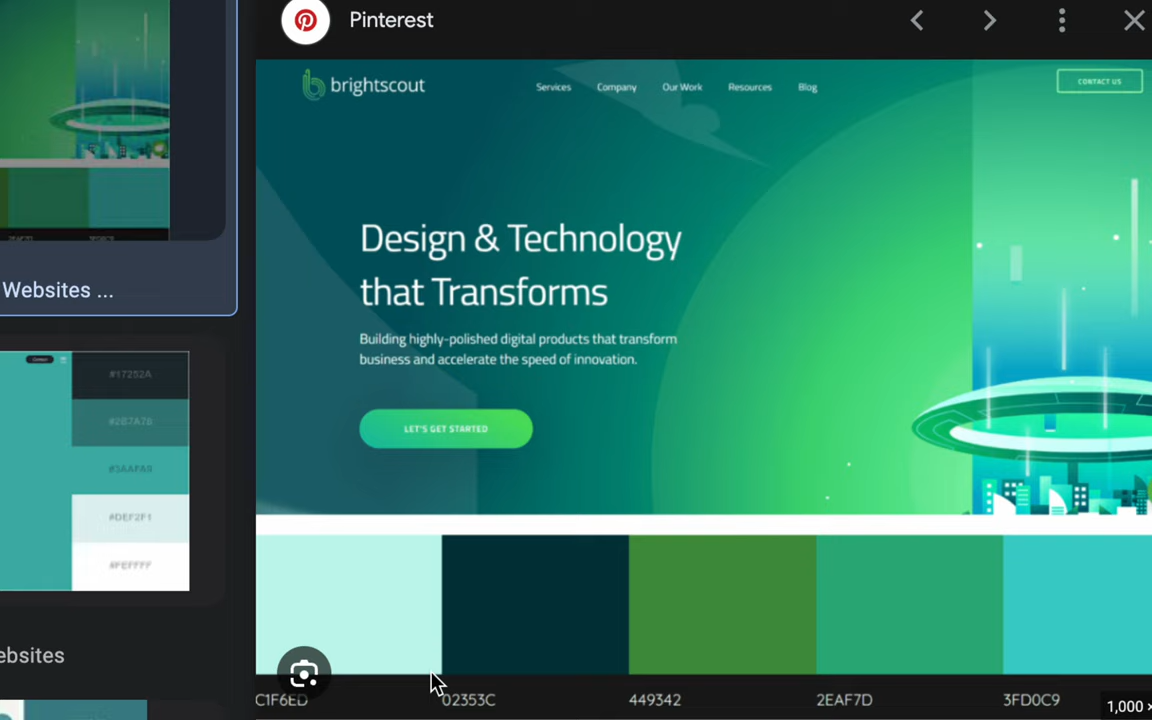 Pinterest
brightscout
Services
Company
Our Work
Resources
Blog
CONTACT US
Design & Technology
that Transforms
Building highly-polished digital products that transform
business and accelerate the speed of innovation.
LET'S GET STARTED
Websites ...
#17252A
#2B7A78
#3AAFA9
#DEF2F1
#FEFFFF
ebsites
C1F6ED
02353C
449342
2EAF7D
3FD0C9
1,000 ×